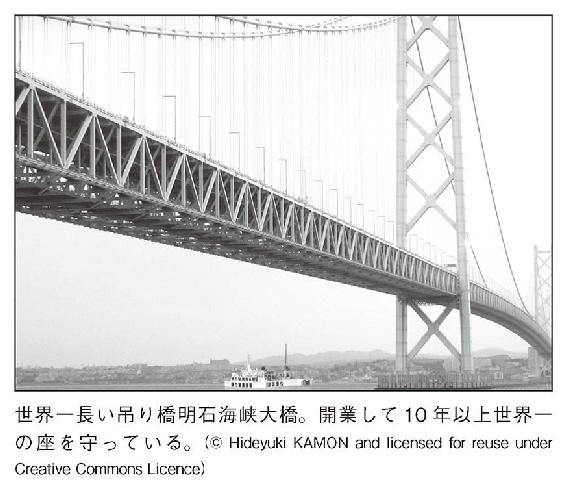 世界一長い吊り橋明石海峡大橋。開業して 10 年以上世界一
の座を守っている。(© Hideyuki KAMON and licensed for reuse under
Creative Commons Licence)